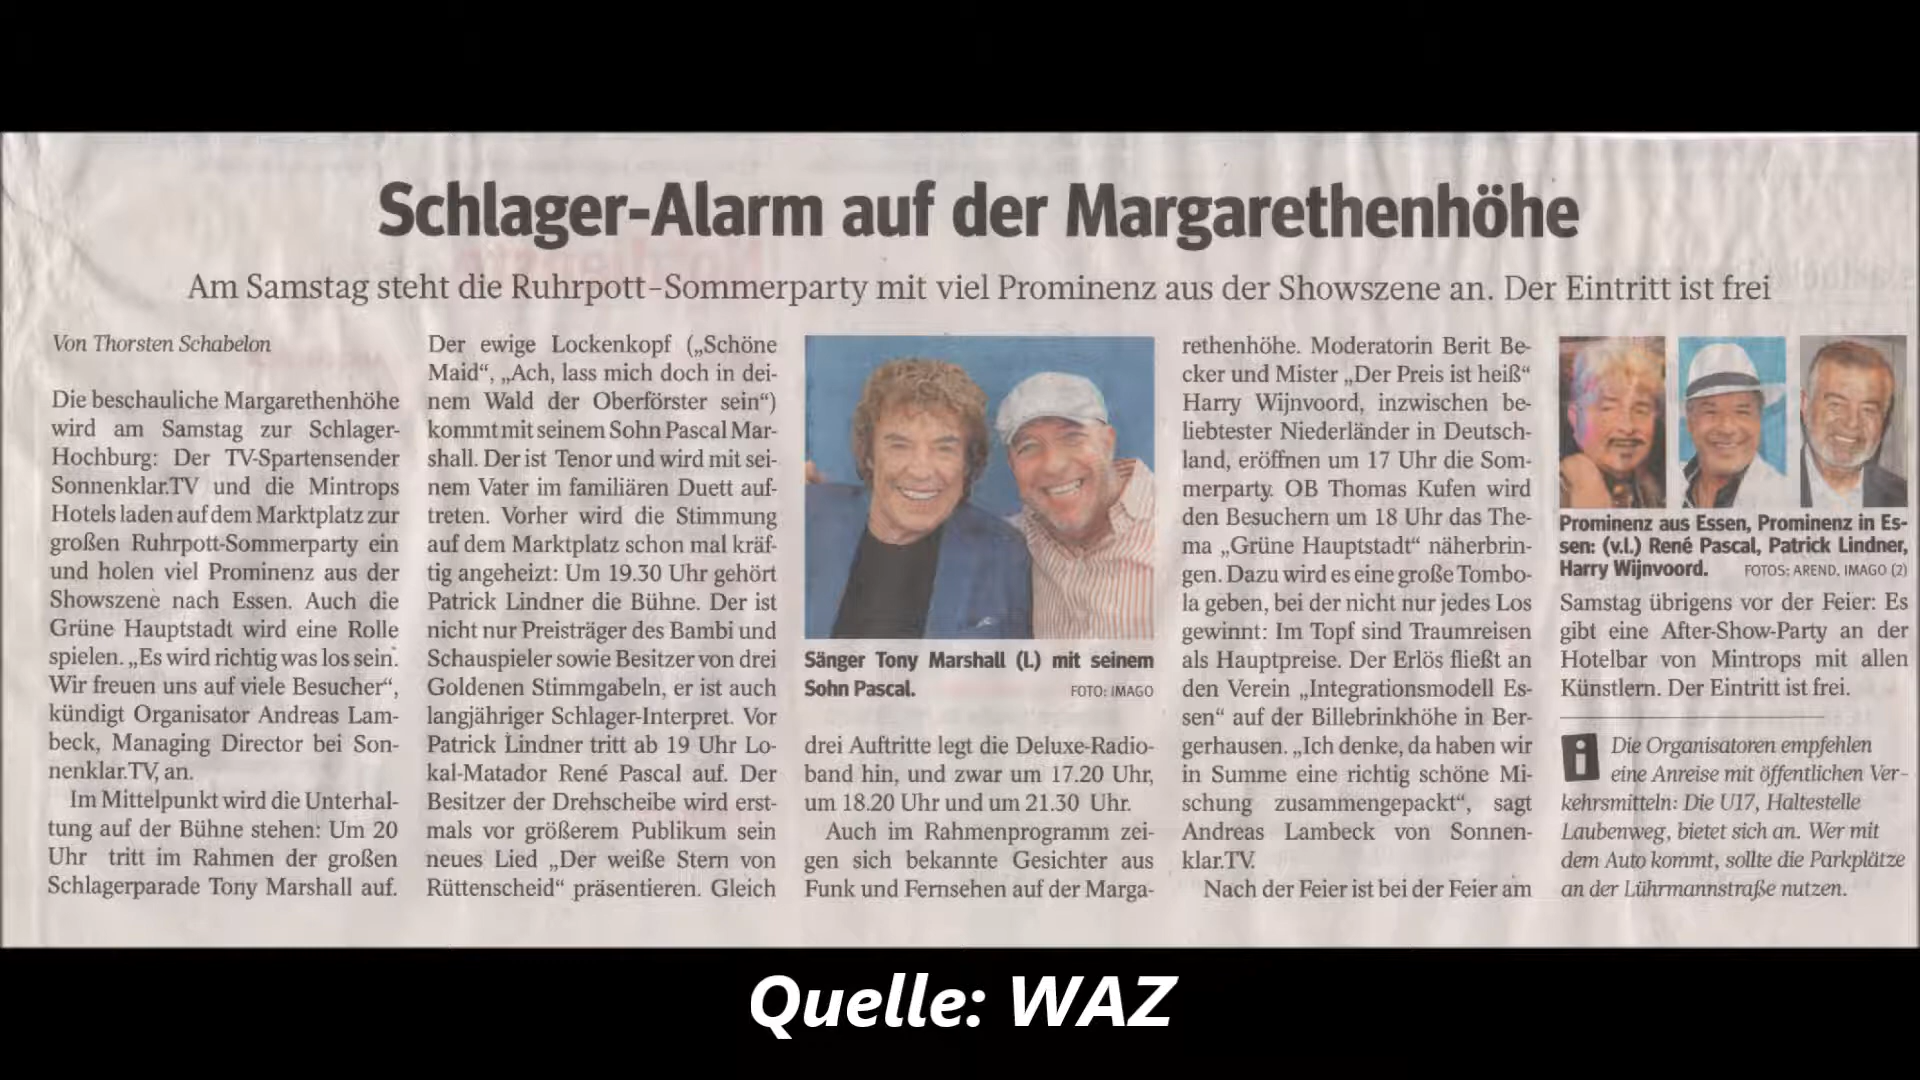 Schlager-Alarm auf der Margarethenhöhe
Am Samstag steht die Ruhrpott-Sommerparty mit viel Prominenz aus der Showszene an. Der Eintritt ist frei
Von Thorsten Schabelon
Die beschauliche Margarethenhöhe
wird am Samstag zur Schlager-
Hochburg: Der TV-Spartensender
Sonnenklar.TV und die Mintrops
Hotels laden auf dem Marktplatz zur
großen Ruhrpott-Sommerparty ein
und holen viel Prominenz aus der
Showszene nach Essen. Auch die
Grüne Hauptstadt wird eine Rolle
spielen. „Es wird richtig was los sein.
Wir freuen uns auf viele Besucher“,
kündigt Organisator Andreas Lam-
beck, Managing Director bei Son-
nenklar.TV, an.
Im Mittelpunkt wird die Unterhal-
tung auf der Bühne stehen: Um 20
Uhr tritt im Rahmen der großen
Schlagerparade Tony Marshall auf.
Der ewige Lockenkopf („Schöne
Maid“, „Ach, lass mich doch in dei-
nem Wald der Oberförster sein“)
kommt mit seinem Sohn Pascal Mar-
shall. Der ist Tenor und wird mit sei-
nem Vater im familiären Duett auf-
treten. Vorher wird die Stimmung
auf dem Marktplatz schon mal kräf-
tig angeheizt: Um 19.30 Uhr gehört
Patrick Lindner die Bühne. Der ist
nicht nur Preisträger des Bambi und
Schauspieler sowie Besitzer von drei
Goldenen Stimmgabeln, er ist auch
langjähriger Schlager-Interpret. Vor
Patrick Lindner tritt ab 19 Uhr Lo-
kal-Matador René Pascal auf. Der
Besitzer der Drehscheibe wird erst-
mals vor größerem Publikum sein
neues Lied „Der weiße Stern von
Rüttenscheid“ präsentieren. Gleich
Sänger Tony Marshall (L) mit seinem
Sohn Pascal. FOTO: IMAGO
drei Auftritte legt die Deluxe-Radio-
band hin, und zwar um 17.20 Uhr,
um 18.20 Uhr und um 21.30 Uhr.
Auch im Rahmenprogramm zei-
gen sich bekannte Gesichter aus
Funk und Fernsehen auf der Marga-
rethenhöhe. Moderatorin Berit Be-
cker und Mister „Der Preis ist heiß“
Harry Wijnvoord, inzwischen be-
liebtester Niederländer in Deutsch-
land, eröffnen um 17 Uhr die Som-
merparty. OB Thomas Kufen wird
den Besuchern um 18 Uhr das The-
ma „Grüne Hauptstadt“ näherbrin-
gen. Dazu wird es eine große Tombo-
la geben, bei der nicht nur jedes Los
gewinnt: Im Topf sind Traumreisen
als Hauptpreise. Der Erlös fließt an
den Verein „Integrationsmodell Es-
sen“ auf der Billebrinkhöhe in Ber-
gerhausen. „Ich denke, da haben wir
in Summe eine richtig schöne Mi-
schung zusammengepackt“, sagt
Andreas Lambeck von Sonnen-
klar.TV.
Nach der Feier ist bei der Feier am
Prominenz aus Essen, Prominenz in Es-
sen: (v.l.) René Pascal, Patrick Lindner,
Harry Wijnvoord. FOTOS: AREND, IMAGO (2)
Samstag übrigens vor der Feier: Es
gibt eine After-Show-Party an der
Hotelbar von Mintrops mit allen
Künstlern. Der Eintritt ist frei.
i Die Organisatoren empfehlen
eine Anreise mit öffentlichen Ver-
kehrsmitteln: Die U17, Haltestelle
Laubenweg, bietet sich an. Wer mit
dem Auto kommt, sollte die Parkplätze
an der Lührmannstraße nutzen.
Quelle: WAZ